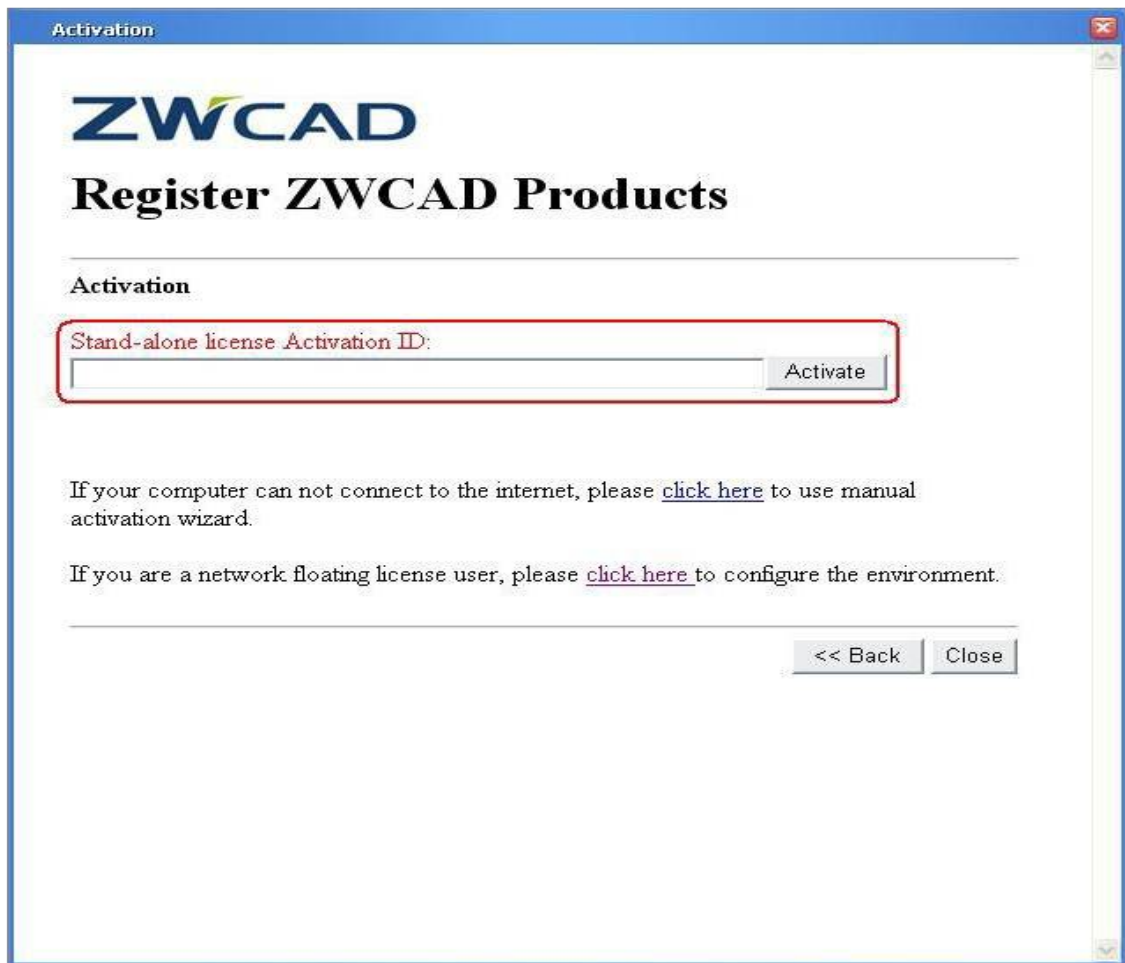 Activation
ZWCAD
Register ZWCAD Products
Activation
Stand-alone license Activation ID:
Activate
If your computer can not connect to the internet, please click here to use manual
activation wizard.
If you are a network floating license user, please click here to configure the environment.
<< Back Close